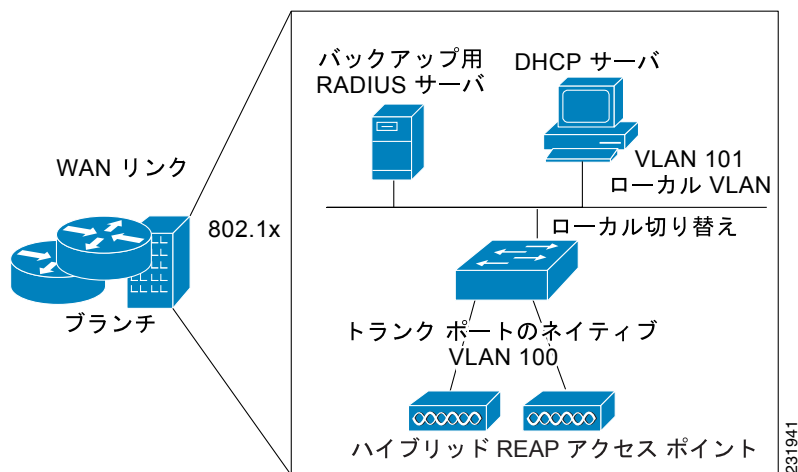 バックアップ用
RADIUS サーバ
DHCP サーバ
VLAN 101
ローカル VLAN
WAN リンク
802.1x
ローカル切り替え
ブランチ
トランク ポートのネイティブ
VLAN 100
ハイブリッド REAP アクセス ポイント
231941